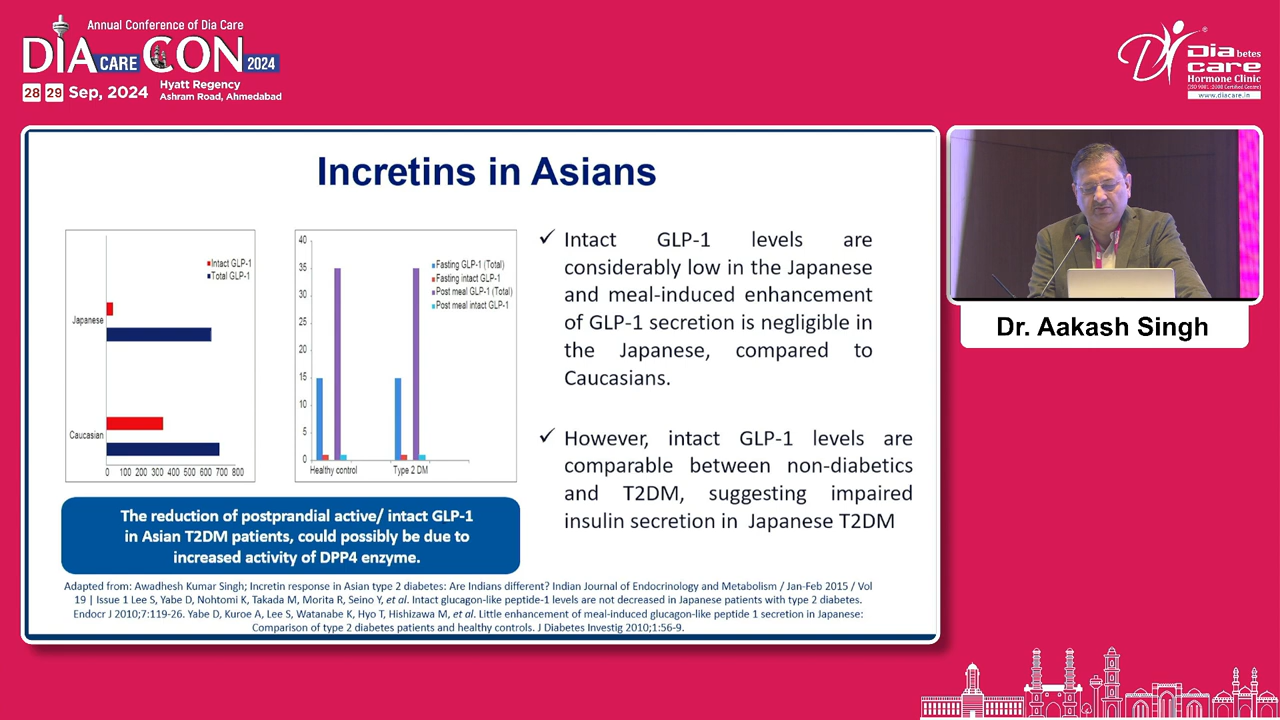 Annual Conference of Dia Care
DIA CARE CON 2024
28 29 Sep, 2024
Hyatt Regency
Ashram Road, Ahmedabad
Diabetes
care
Hormone Clinic
(ISO 9001:2008 Certified Centre)
www.diacare.in
Incretins in Asians
Intact GLP-1
Total GLP-1
Japanese
Caucasian
0 100 200 300 400 500 600 700 800
40
35
30
25
20
15
10
5
0
Fasting GLP-1 (Total)
Fasting intact GLP-1
Post meal GLP-1 (Total)
Post meal intact GLP-1
Healthy control
Type 2 DM
✓ Intact GLP-1 levels are
considerably low in the Japanese
and meal-induced enhancement
of GLP-1 secretion is negligible in
the Japanese, compared to
Caucasians.
✓ However, intact GLP-1 levels are
comparable between non-diabetics
and T2DM, suggesting impaired
insulin secretion in Japanese T2DM
The reduction of postprandial active/ intact GLP-1
in Asian T2DM patients, could possibly be due to
increased activity of DPP4 enzyme.
Adapted from: Awadhesh Kumar Singh; Incretin response in Asian type 2 diabetes: Are Indians different? Indian Journal of Endocrinology and Metabolism / Jan-Feb 2015 / Vol
19 | Issue 1 Lee S, Yabe D, Nohtomi K, Takada M, Morita R, Seino Y, et al. Intact glucagon-like peptide-1 levels are not decreased in Japanese patients with type 2 diabetes.
Endocr J 2010;7:119-26. Yabe D, Kuroe A, Lee S, Watanabe K, Hyo T, Hishizawa M, et al. Little enhancement of meal-induced glucagon-like peptide 1 secretion in Japanese:
Comparison of type 2 diabetes patients and healthy controls. J Diabetes Investig 2010;1:56-9.
Dr. Aakash Singh